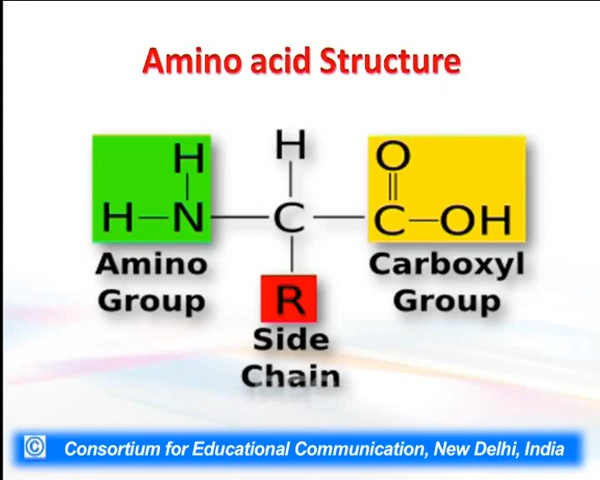 Amino acid Structure
H H O
H N C C OH
Amino Carboxyl
Group R Group
Side
Chain
© Consortium for Educational Communication, New Delhi, India